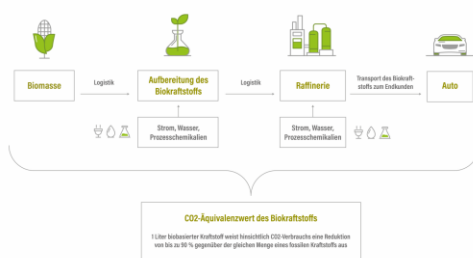 Biomasse
Logistik
Aufbereitung des
Biokraftstoffs
Logistik
Raffinerie
Transport des Biokraft-
stoffs zum Endkunden
Auto
Strom, Wasser,
Prozesschemikalien
Strom, Wasser,
Prozesschemikalien
CO2-Äquivalenzwert des Biokraftstoffs
1 Liter biobasierter Kraftstoff weist hinsichtlich CO2-Verbrauchs eine Reduktion
von bis zu 90 % gegenüber der gleichen Menge eines fossilen Kraftstoffs aus